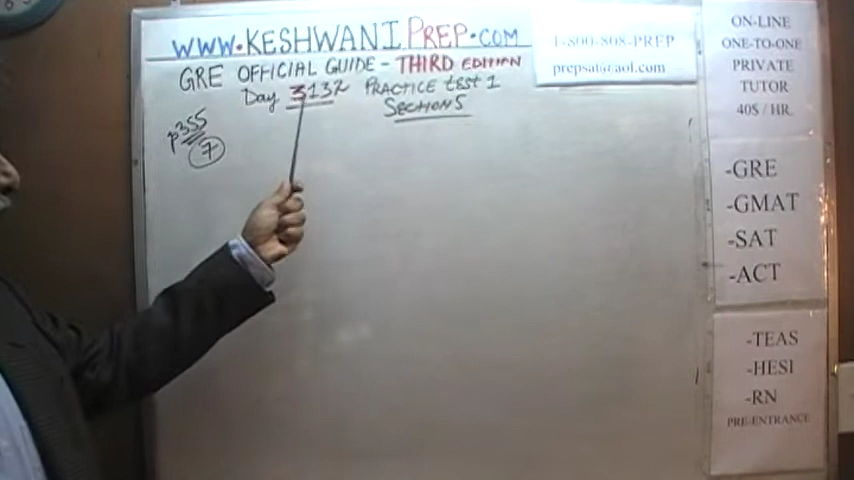 WWW.KESHWANIPREP.COM
GRE OFFICIAL GUIDE - THIRD EDITION
Day 3132 PRACTICE test 1
SECTION 5
p355
7
1-800-808-PREP
prepsat@aol.com
ON-LINE
ONE-TO-ONE
PRIVATE
TUTOR
40$ / HR.
-GRE
-GMAT
-SAT
-ACT
-TEAS
-HESI
-RN
PRE-ENTRANCE